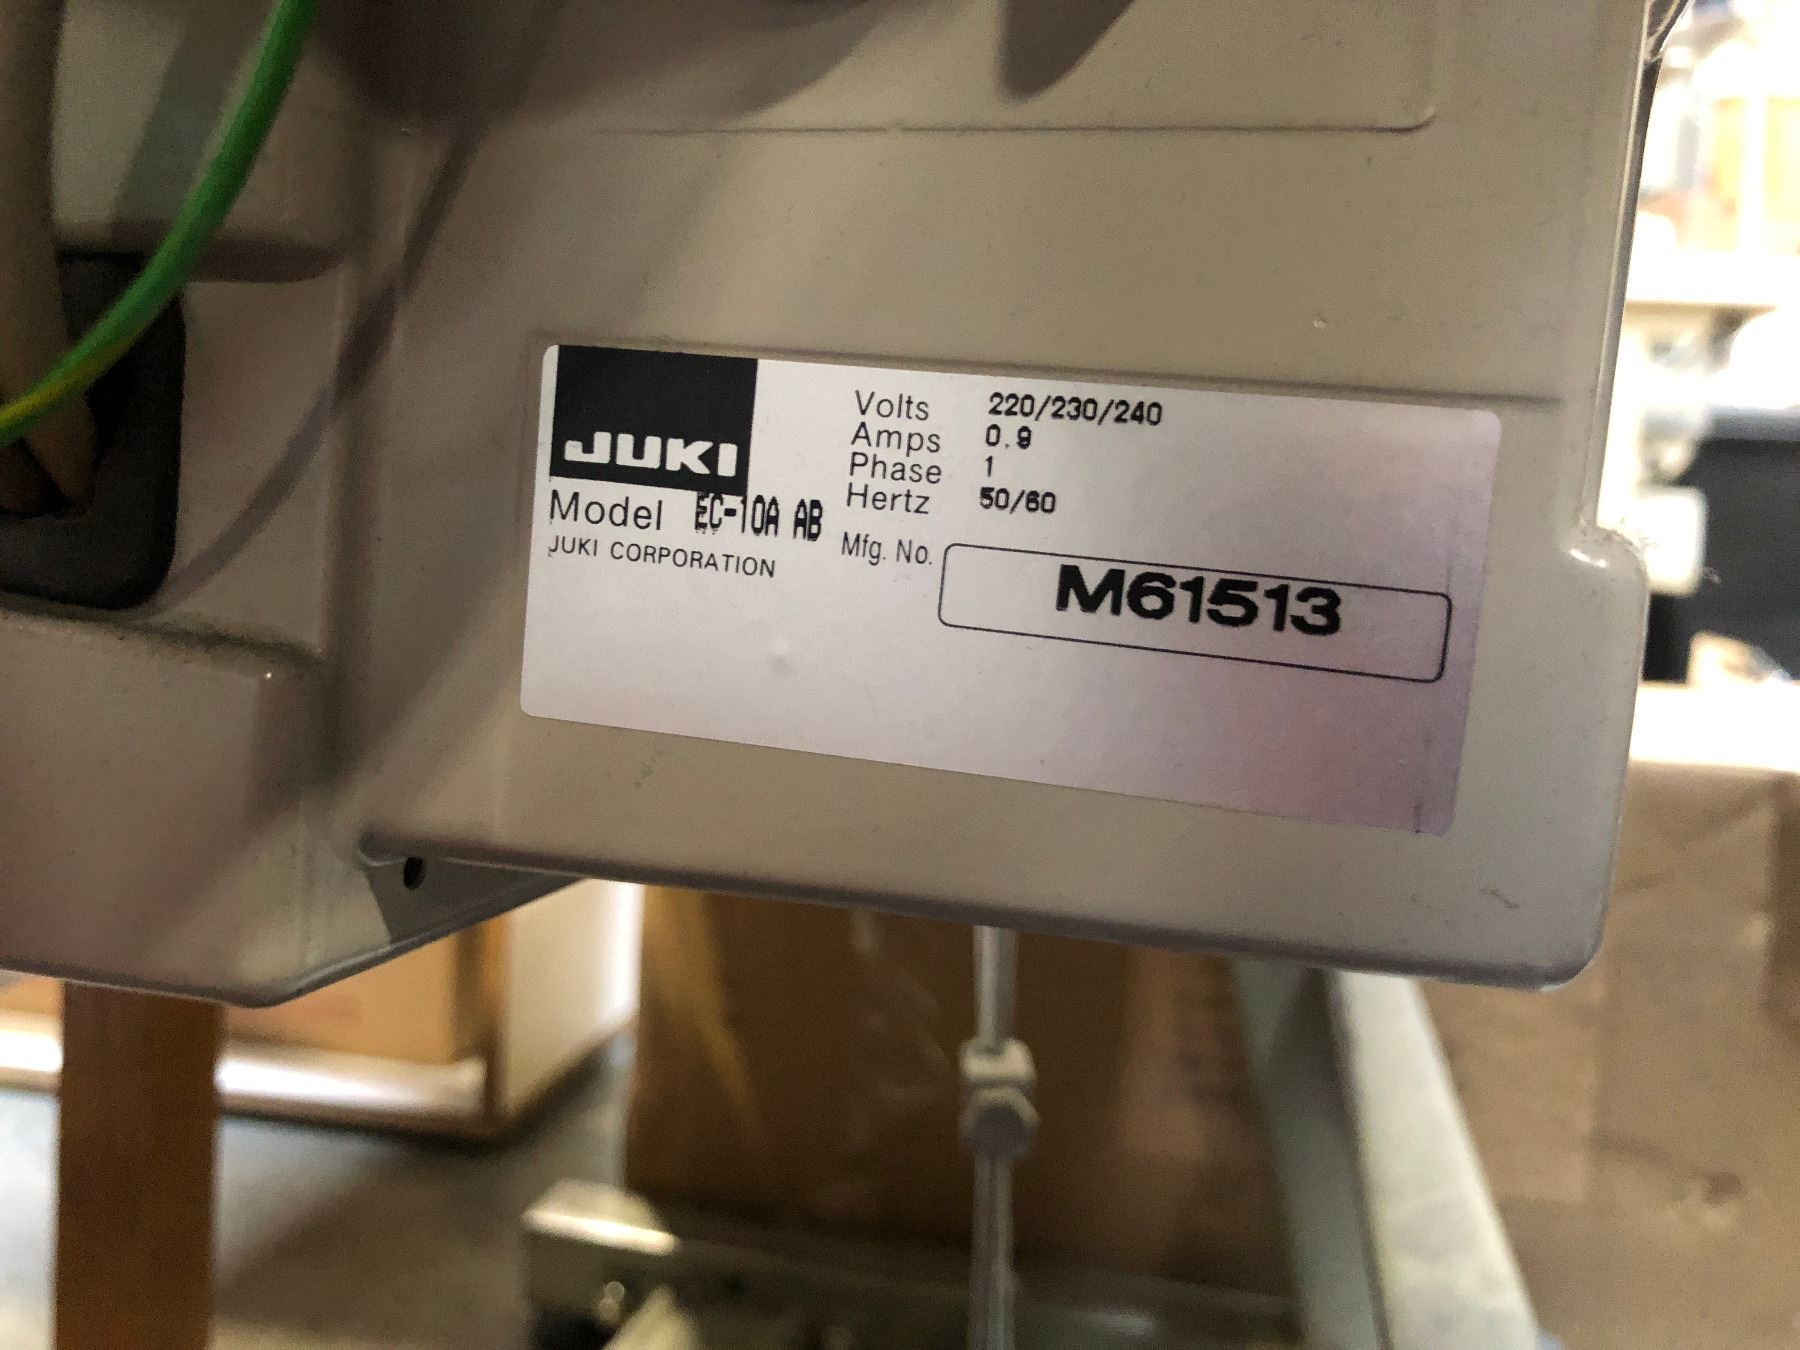 JUKI
Model EC-10A AB
JUKI CORPORATION
Volts 220/230/240
Amps 0.9
Phase 1
Hertz 50/60
Mfg. No. M61513